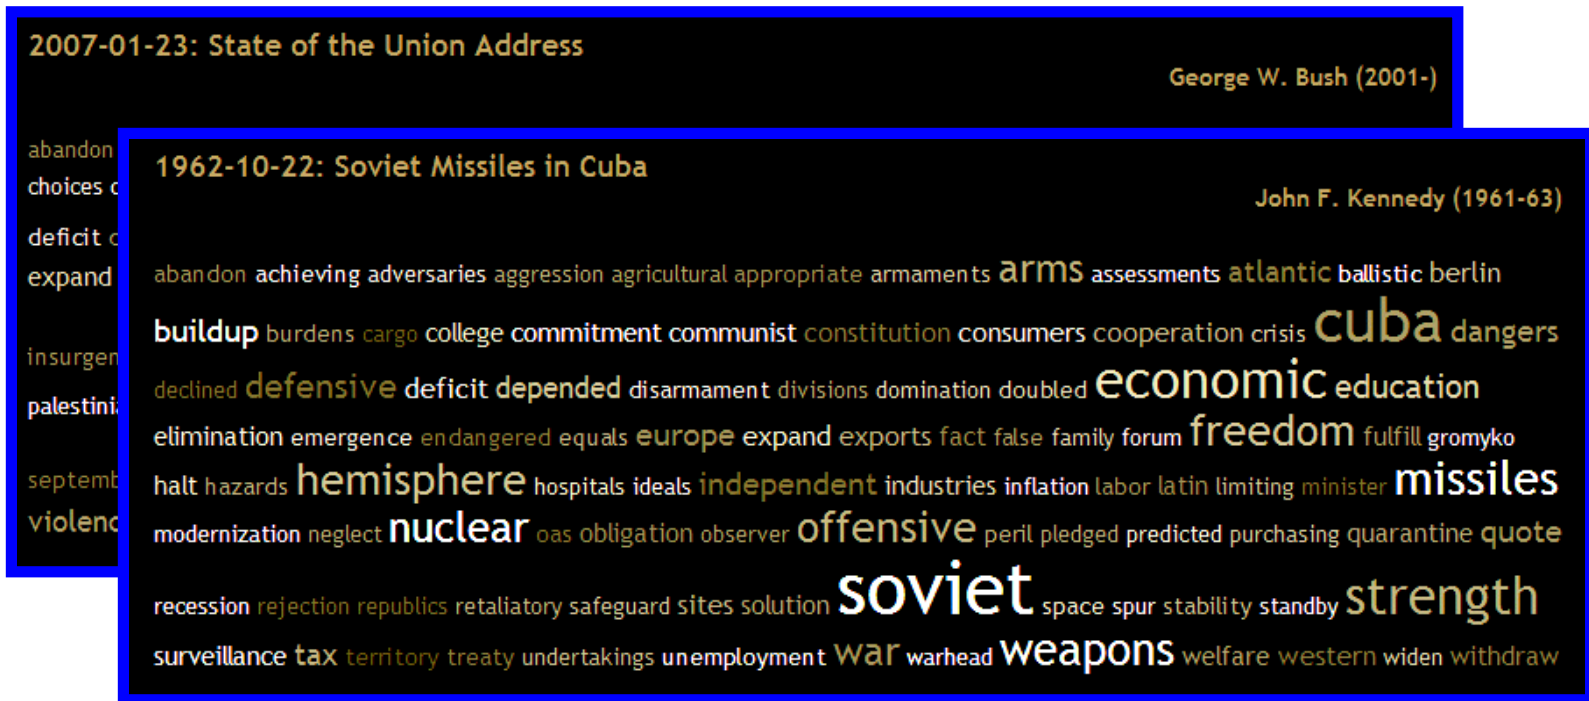 2007-01-23: State of the Union Address
George W. Bush (2001-)
abandon
choices
deficit
expand
violenc
1962-10-22: Soviet Missiles in Cuba
John F. Kennedy (1961-63)
abandon achieving adversaries aggression agricultural appropriate armaments arms assessments atlantic ballistic berlin
buildup burdens cargo college commitment communist constitution consumers cooperation crisis cuba dangers
declined defensive deficit depended disarmament divisions domination doubled economic education
elimination emergence endangered equals europe expand exports fact false family forum freedom fulfill gromyko
halt hazards hemisphere hospitals ideals independent industries inflation labor latin limiting minister missiles
modernization neglect nuclear oas obligation observer offensive peril pledged predicted purchasing quarantine quote
recession rejection republics retaliatory safeguard sites solution soviet space spur stability standby strength
surveillance tax territory treaty undertakings unemployment war warhead weapons welfare western widen withdraw